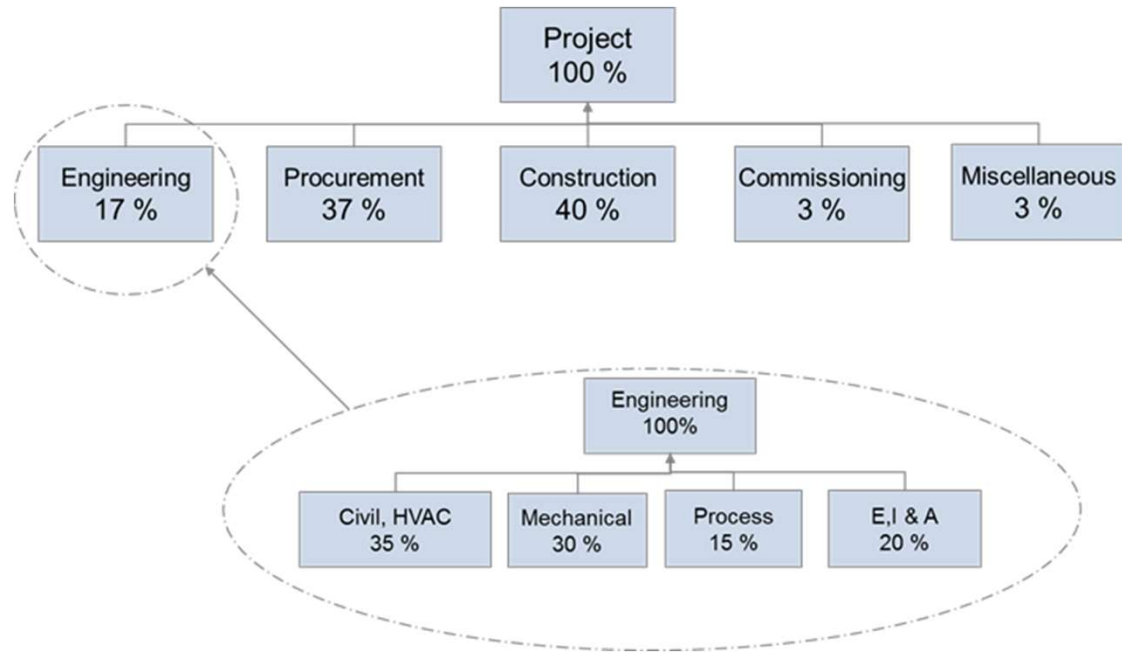 Project
100 %
Engineering
17 %
Procurement
37 %
Construction
40 %
Commissioning
3 %
Miscellaneous
3 %
Engineering
100%
Civil, HVAC
35 %
Mechanical
30 %
Process
15 %
E,I & A
20 %